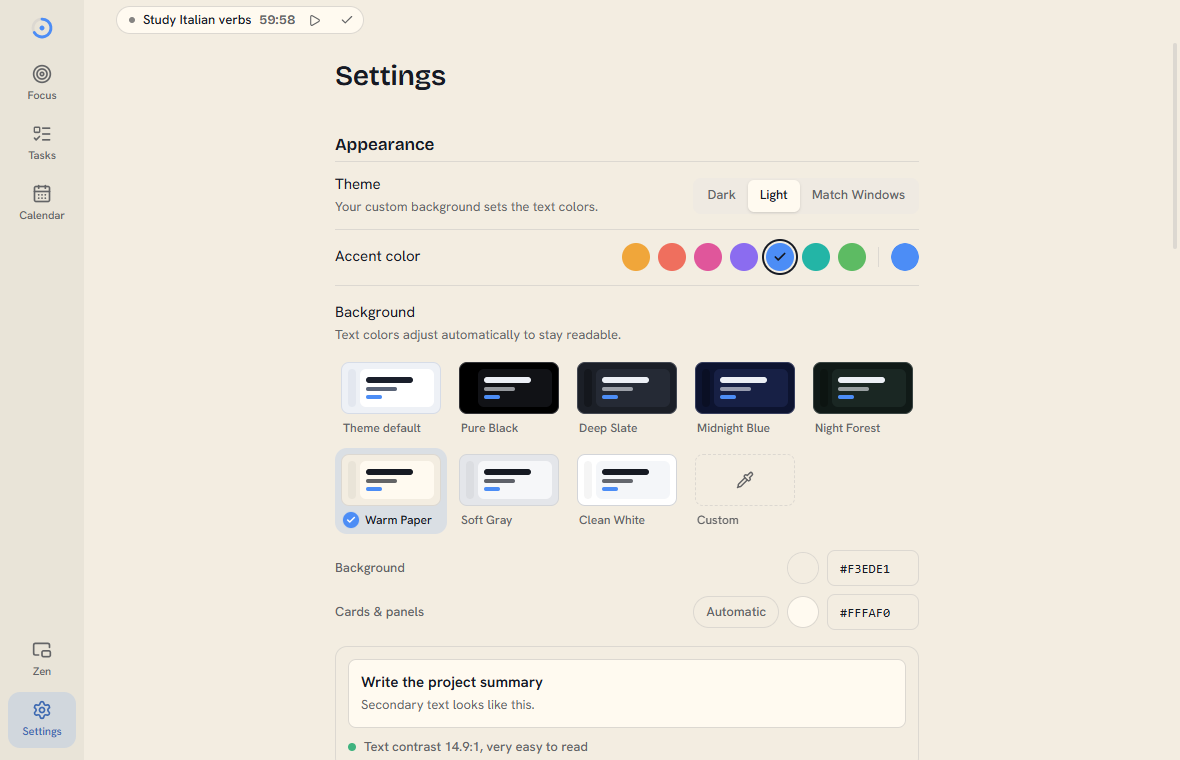 Study Italian verbs 59:58
Settings
Focus
Tasks
Calendar
Zen
Settings
Appearance
Theme
Your custom background sets the text colors.
Dark Light Match Windows
Accent color
Background
Text colors adjust automatically to stay readable.
Theme default Pure Black Deep Slate Midnight Blue Night Forest
Warm Paper Soft Gray Clean White Custom
Background #F3EDE1
Cards & panels Automatic #FFFAF0
Write the project summary
Secondary text looks like this.
Text contrast 14.9:1, very easy to read